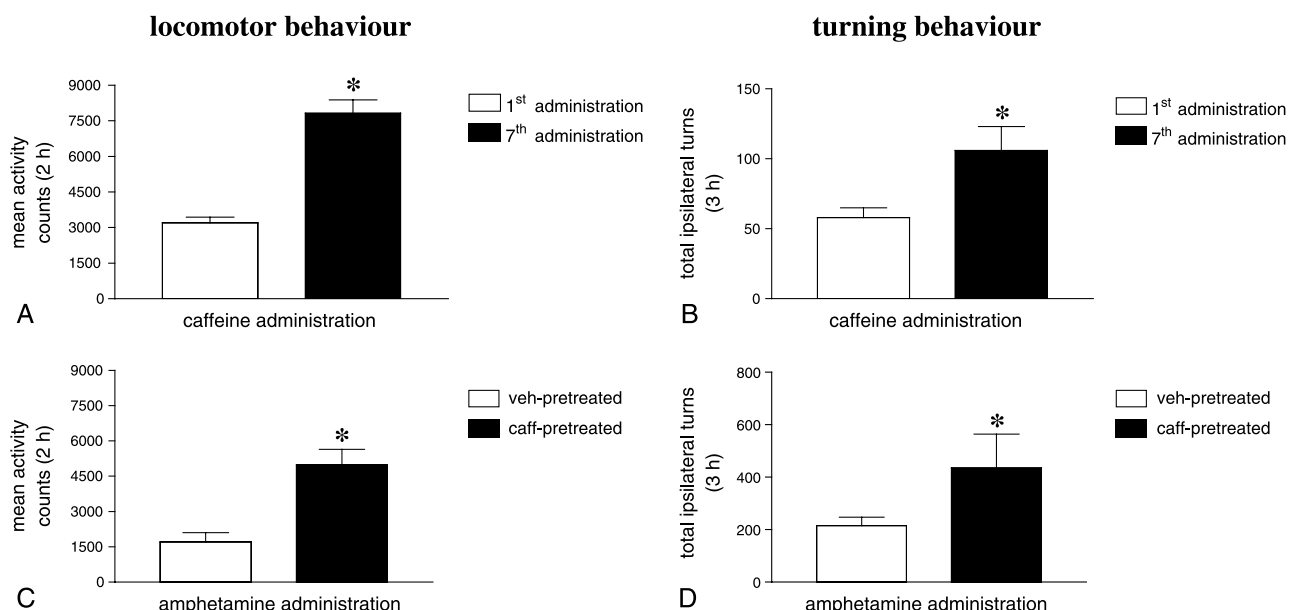 locomotor behaviour
turning behaviour
A
mean activity
counts (2 h)
9000
7500
6000
4500
3000
1500
0
*
1st administration
7th administration
caffeine administration
B
total ipsilateral turns
(3 h)
150
100
50
0
*
1st administration
7th administration
caffeine administration
C
mean activity
counts (2 h)
9000
7500
6000
4500
3000
1500
0
*
veh-pretreated
caff-pretreated
amphetamine administration
D
total ipsilateral turns
(3 h)
800
600
400
200
0
*
veh-pretreated
caff-pretreated
amphetamine administration